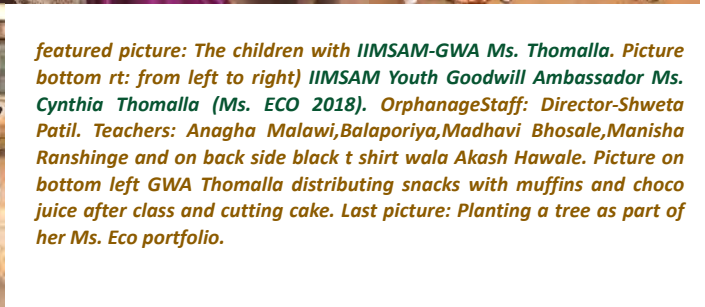 featured picture: The children with IIMSAM-GWA Ms. Thomalla. Picture
bottom rt: from left to right) IIMSAM Youth Goodwill Ambassador Ms.
Cynthia Thomalla (Ms. ECO 2018). OrphanageStaff: Director-Shweta
Patil. Teachers: Anagha Malawi,Balaporiya,Madhavi Bhosale,Manisha
Ranshinge and on back side black t shirt wala Akash Hawale. Picture on
bottom left GWA Thomalla distributing snacks with muffins and choco
juice after class and cutting cake. Last picture: Planting a tree as part of
her Ms. Eco portfolio.